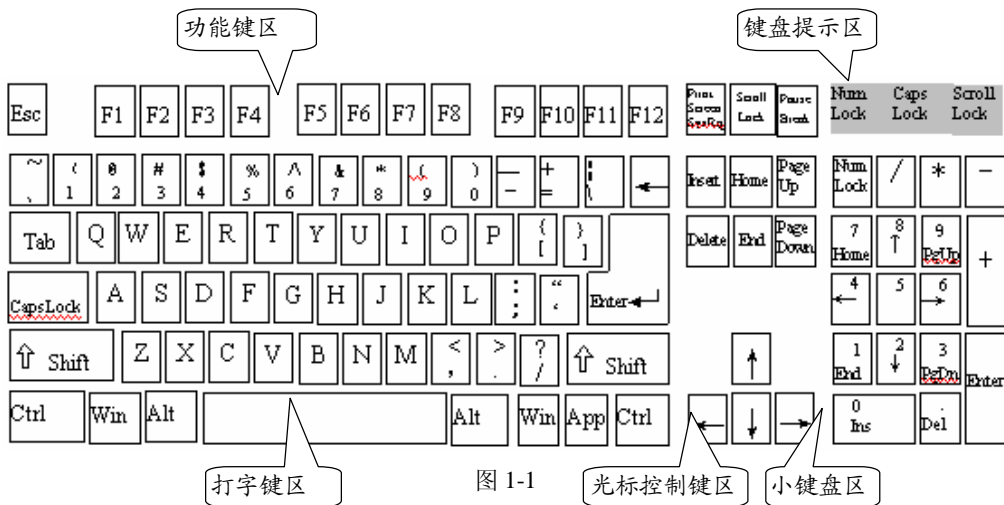 功能键区 键盘提示区
Esc F1 F2 F3 F4 F5 F6 F7 F8 F9 F10 F11 F12 Print Screen SysRq Scroll Lock Pause Break Num Lock Caps Lock Scroll Lock
~ 、 ( 1 @ 2 # 3 $ 4 % 5 ^ 6 & 7 * 8 ( 9 ) 0 — - + = ¦ \ ← Insert Home Page Up Num Lock / * -
Tab Q W E R T Y U I O P { [ } ] Delete End Page Down 7 Home 8 ↑ 9 PgUp +
CapsLock A S D F G H J K L : ; “ ‘ Enter 4 ← 5 6 →
⇧ Shift Z X C V B N M < , > . ? / ⇧ Shift ↑ 1 End 2 ↓ 3 PgDn Enter
Ctrl Win Alt Alt Win App Ctrl ← ↓ → 0 Ins . Del
打字键区 图 1-1 光标控制键区 小键盘区